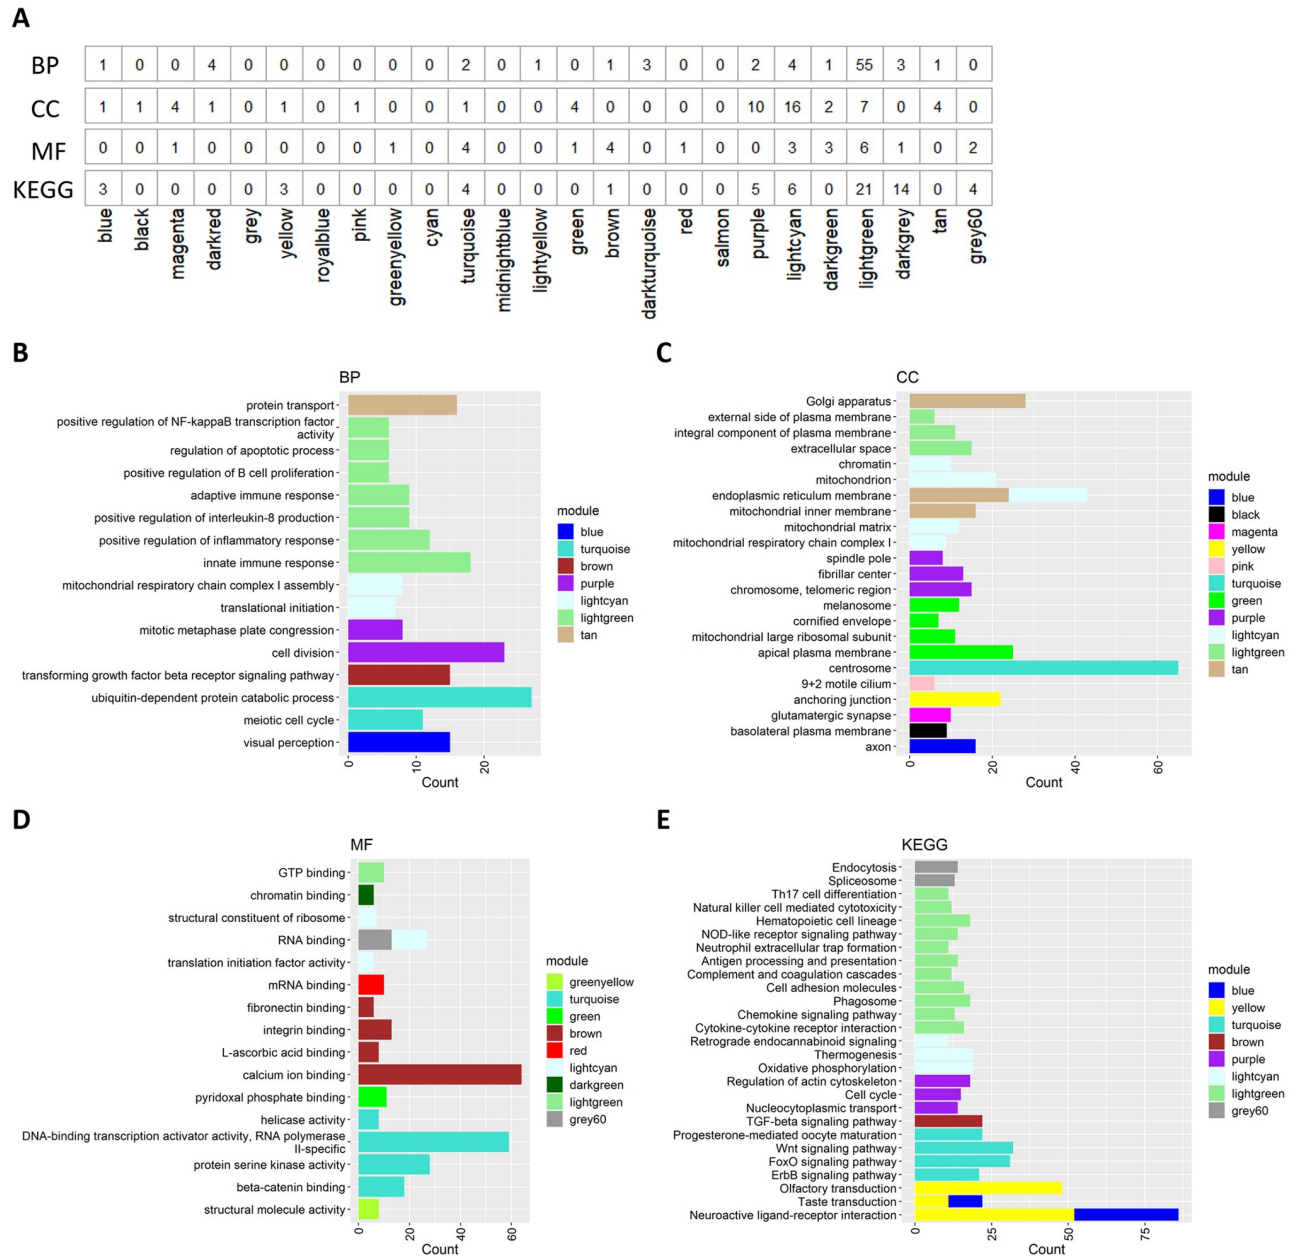 A
BP 1 0 0 4 0 0 0 0 0 0 2 0 1 0 1 3 0 0 2 4 1 55 3 1 0
CC 1 1 4 1 0 1 0 1 0 0 1 0 0 4 0 0 0 0 10 16 2 7 0 4 0
MF 0 0 1 0 0 0 0 0 1 0 4 0 0 1 4 0 1 0 0 3 3 6 1 0 2
KEGG 3 0 0 0 0 3 0 0 0 0 4 0 0 0 1 0 0 0 5 6 0 21 14 0 4
blue black magenta darkred grey yellow royalblue pink greenyellow cyan turquoise midnightblue lightyellow green brown darkturquoise red salmon purple lightcyan darkgreen lightgreen darkgrey tan grey60
B
BP
protein transport
positive regulation of NF-kappaB transcription factor
activity
regulation of apoptotic process
positive regulation of B cell proliferation
adaptive immune response
positive regulation of interleukin-8 production
positive regulation of inflammatory response
innate immune response
mitochondrial respiratory chain complex I assembly
translational initiation
mitotic metaphase plate congression
cell division
transforming growth factor beta receptor signaling pathway
ubiquitin-dependent protein catabolic process
meiotic cell cycle
visual perception
0 10 20
Count
module
blue
turquoise
brown
purple
lightcyan
lightgreen
tan
C
CC
Golgi apparatus
external side of plasma membrane
integral component of plasma membrane
extracellular space
chromatin
mitochondrion
endoplasmic reticulum membrane
mitochondrial inner membrane
mitochondrial matrix
mitochondrial respiratory chain complex I
spindle pole
fibrillar center
chromosome, telomeric region
melanosome
cornified envelope
mitochondrial large ribosomal subunit
apical plasma membrane
centrosome
9+2 motile cilium
anchoring junction
glutamatergic synapse
basolateral plasma membrane
axon
0 20 40 60
Count
module
blue
black
magenta
yellow
pink
turquoise
green
purple
lightcyan
lightgreen
tan
D
MF
GTP binding
chromatin binding
structural constituent of ribosome
RNA binding
translation initiation factor activity
mRNA binding
fibronectin binding
integrin binding
L-ascorbic acid binding
calcium ion binding
pyridoxal phosphate binding
helicase activity
DNA-binding transcription activator activity, RNA polymerase
II-specific
protein serine kinase activity
beta-catenin binding
structural molecule activity
0 20 40 60
Count
module
greenyellow
turquoise
green
brown
red
lightcyan
darkgreen
lightgreen
grey60
E
KEGG
Endocytosis
Spliceosome
Th17 cell differentiation
Natural killer cell mediated cytotoxicity
Hematopoietic cell lineage
NOD-like receptor signaling pathway
Neutrophil extracellular trap formation
Antigen processing and presentation
Complement and coagulation cascades
Cell adhesion molecules
Phagosome
Chemokine signaling pathway
Cytokine-cytokine receptor interaction
Retrograde endocannabinoid signaling
Thermogenesis
Oxidative phosphorylation
Regulation of actin cytoskeleton
Cell cycle
Nucleocytoplasmic transport
TGF-beta signaling pathway
Progesterone-mediated oocyte maturation
Wnt signaling pathway
FoxO signaling pathway
ErbB signaling pathway
Olfactory transduction
Taste transduction
Neuroactive ligand-receptor interaction
0 25 50 75
Count
module
blue
yellow
turquoise
brown
purple
lightcyan
lightgreen
grey60